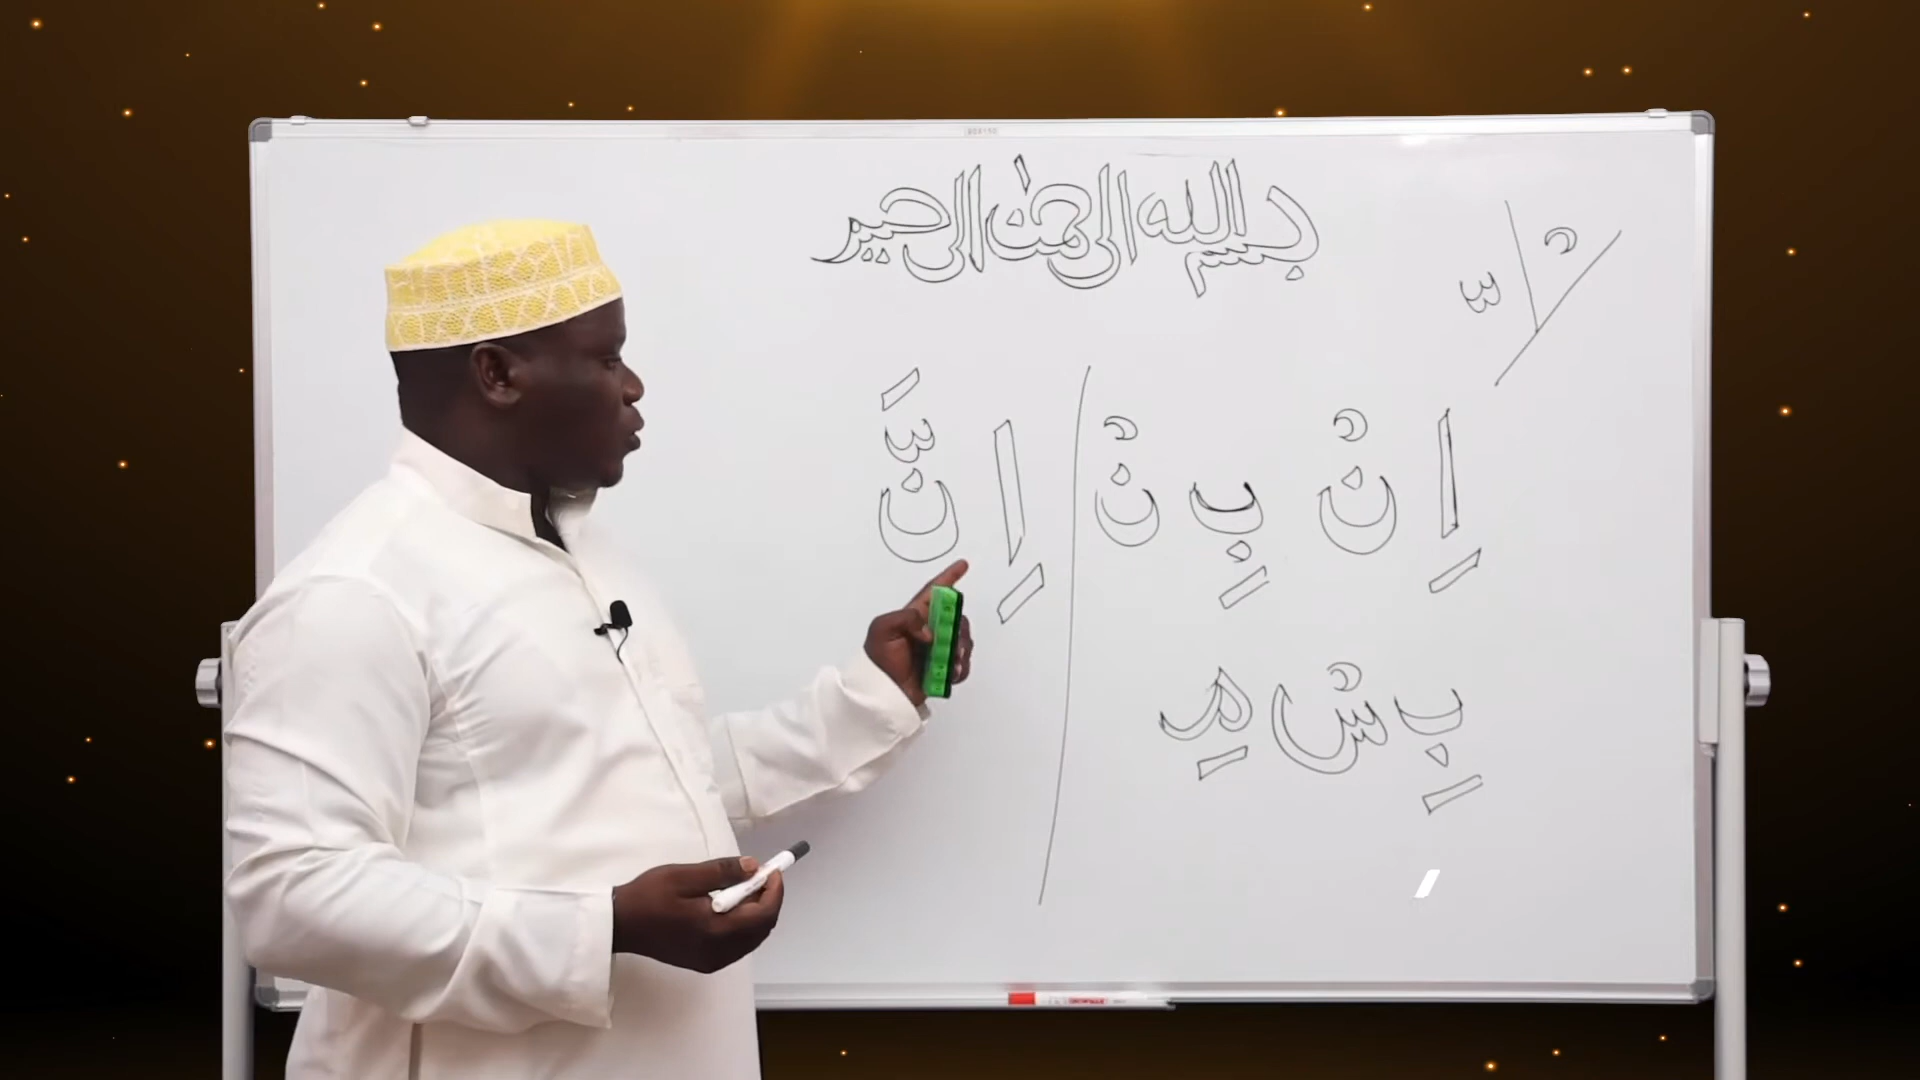 بسم الله الرحمن الرحيم
ْ / ّ
اِنْ بِنْ | اِنَّ
بِسْمِ